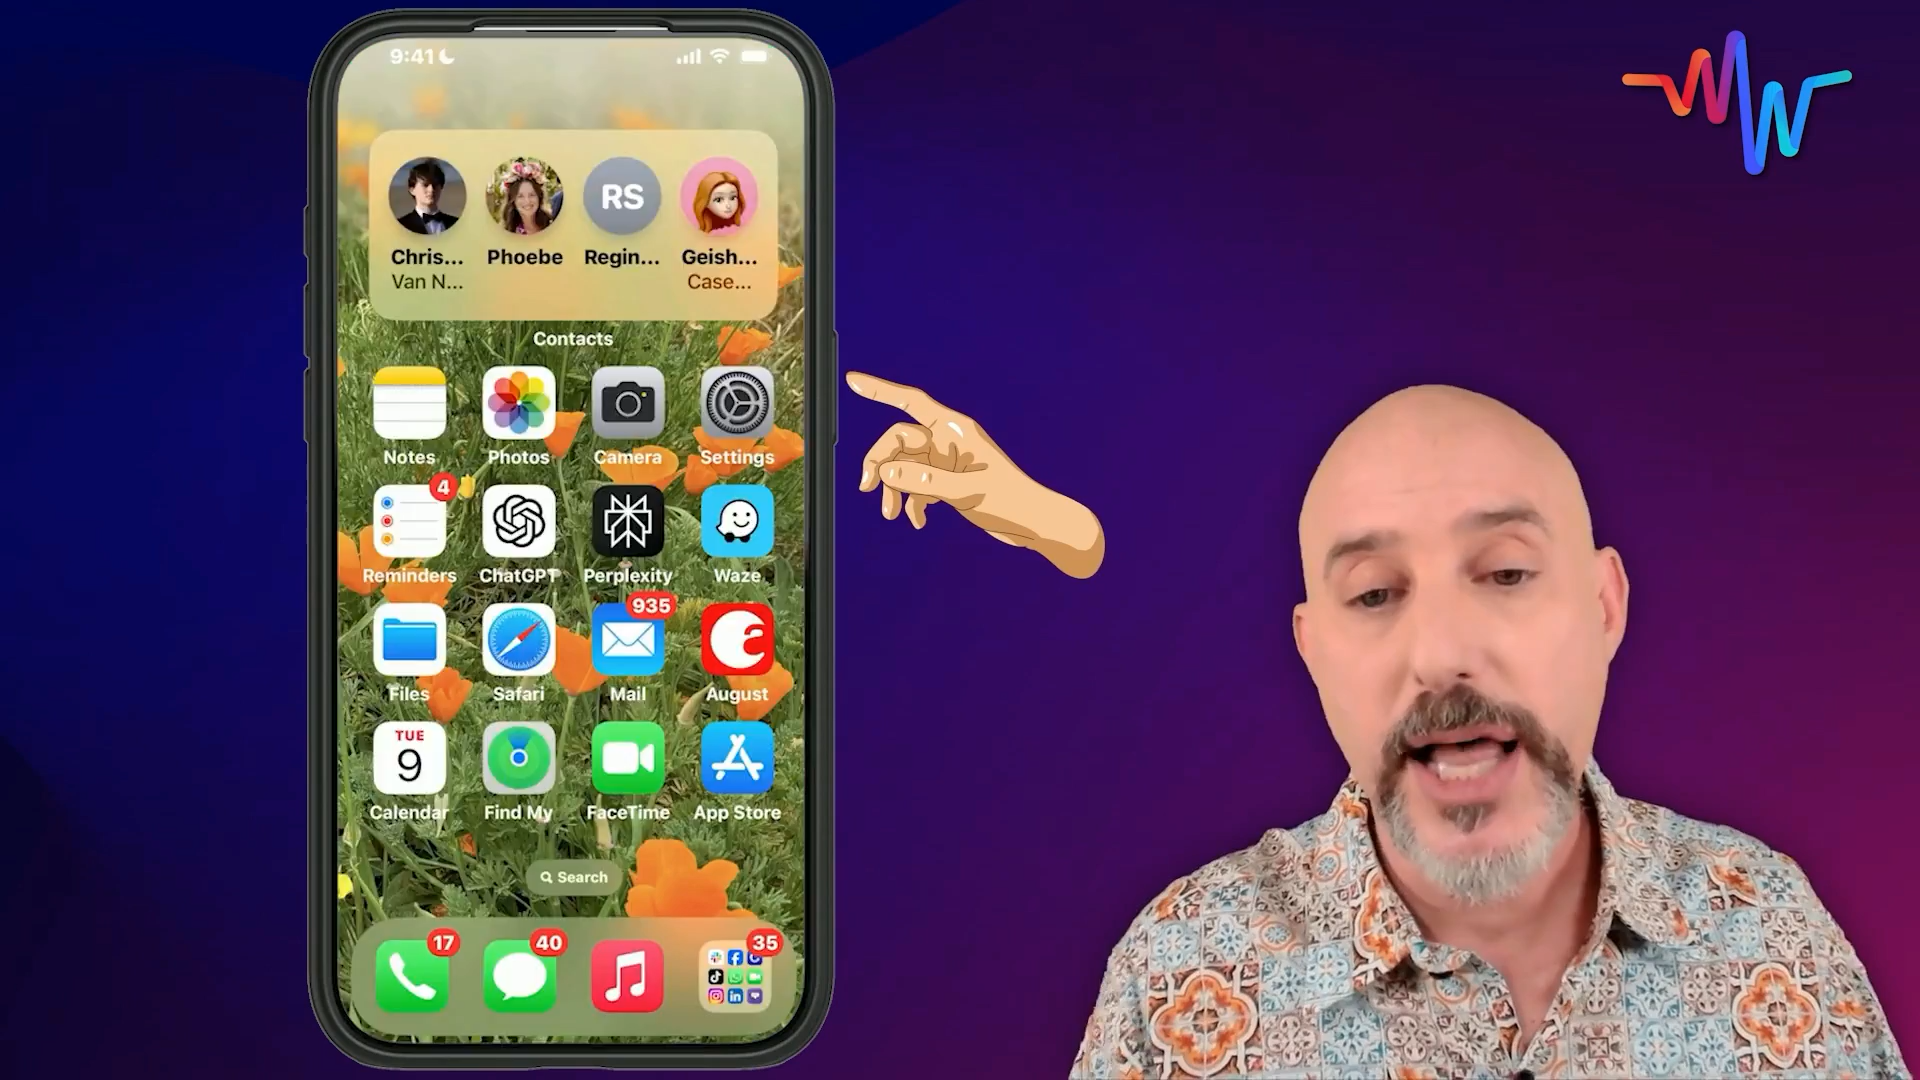 9:41
RS
Chris... Phoebe Regin... Geish...
Van N... Case...
Contacts
Notes Photos Camera Settings
4
Reminders ChatGPT Perplexity Waze
935
Files Safari Mail August
TUE
9
Calendar Find My FaceTime App Store
Search
17 40 35